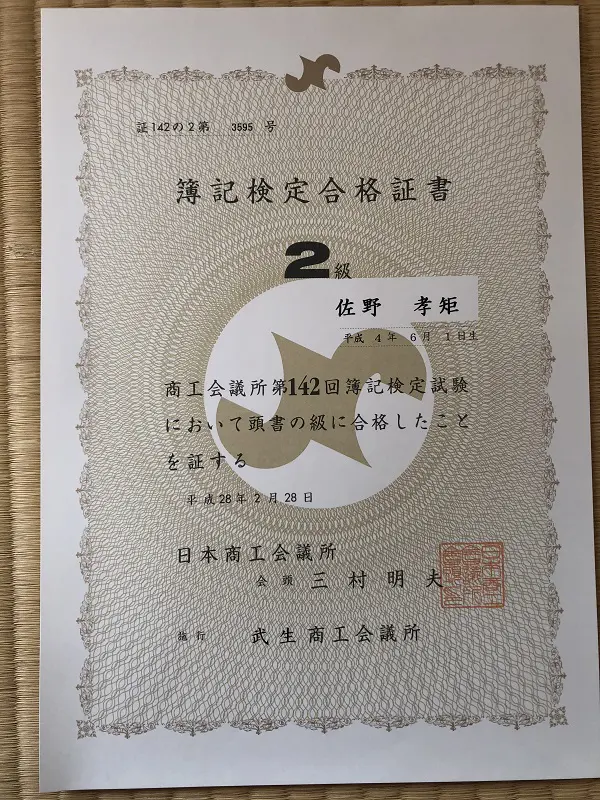 証142の2第 3595 号
簿記検定合格証書
2級
佐野 孝矩
平成 4年 6月 1日生
商工会議所第142回簿記検定試験
において頭書の級に合格したこと
を証する
平成28年2月28日
日本商工会議所
会頭 三村明夫
施行 武生商工会議所